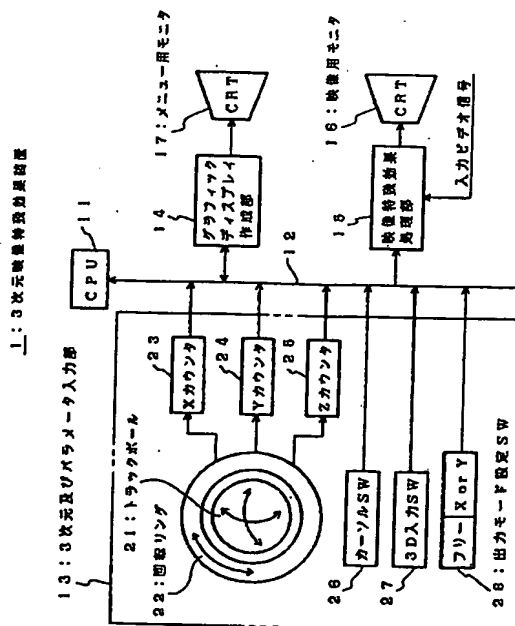 1:3次元映像特殊効果装置
CPU
11
12
13:3次元及びパラメータ入力部
21:トラックボール
22:回転リング
Xカウンタ
23
Yカウンタ
24
Zカウンタ
25
26
カーソルSW
27
3D入力SW
フリー
X or Y
28:出力モード設定SW
14
グラフィック
ディスプレイ
作成部
17:メニュー用モニタ
CRT
15
映像特殊効果
処理部
16:映像用モニタ
CRT
入力ビデオ信号